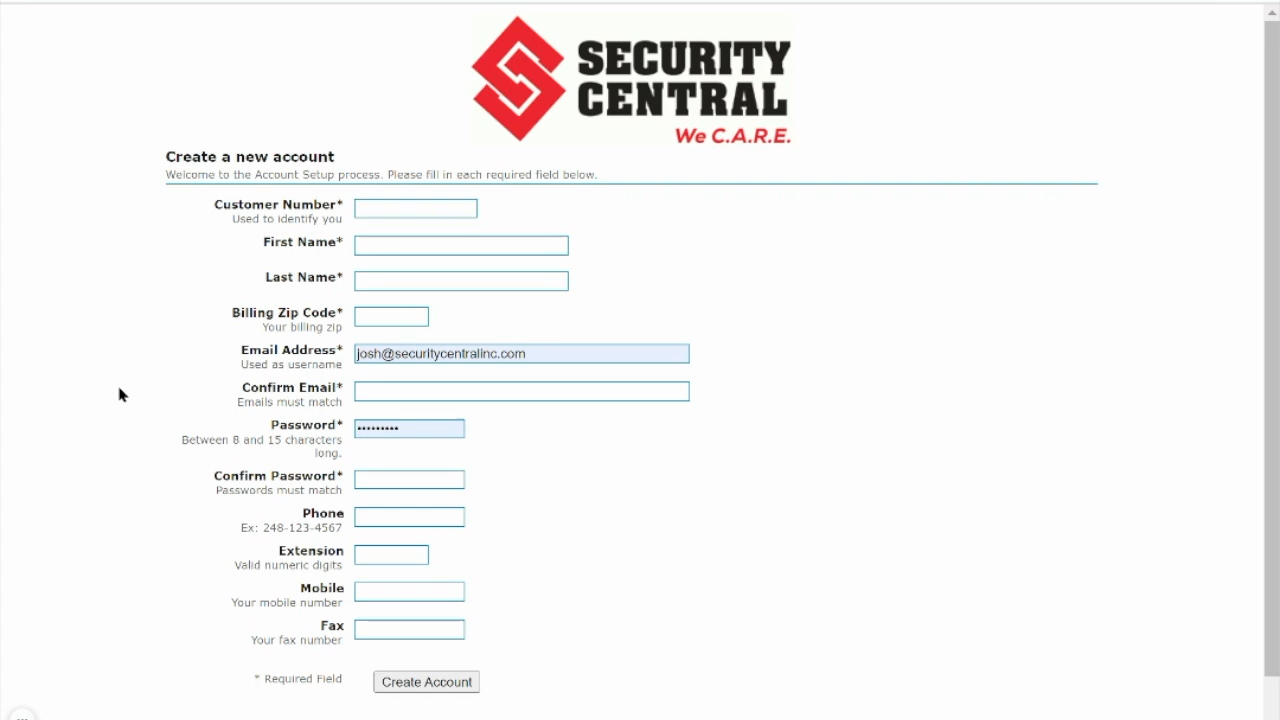 SECURITY
CENTRAL
We C.A.R.E.
Create a new account
Welcome to the Account Setup process. Please fill in each required field below.
Customer Number*
Used to identify you
First Name*
Last Name*
Billing Zip Code*
Your billing zip
Email Address* josh@securitycentralinc.com
Used as username
Confirm Email*
Emails must match
Password* •••••••••
Between 8 and 15 characters
long.
Confirm Password*
Passwords must match
Phone
Ex: 248-123-4567
Extension
Valid numeric digits
Mobile
Your mobile number
Fax
Your fax number
* Required Field Create Account